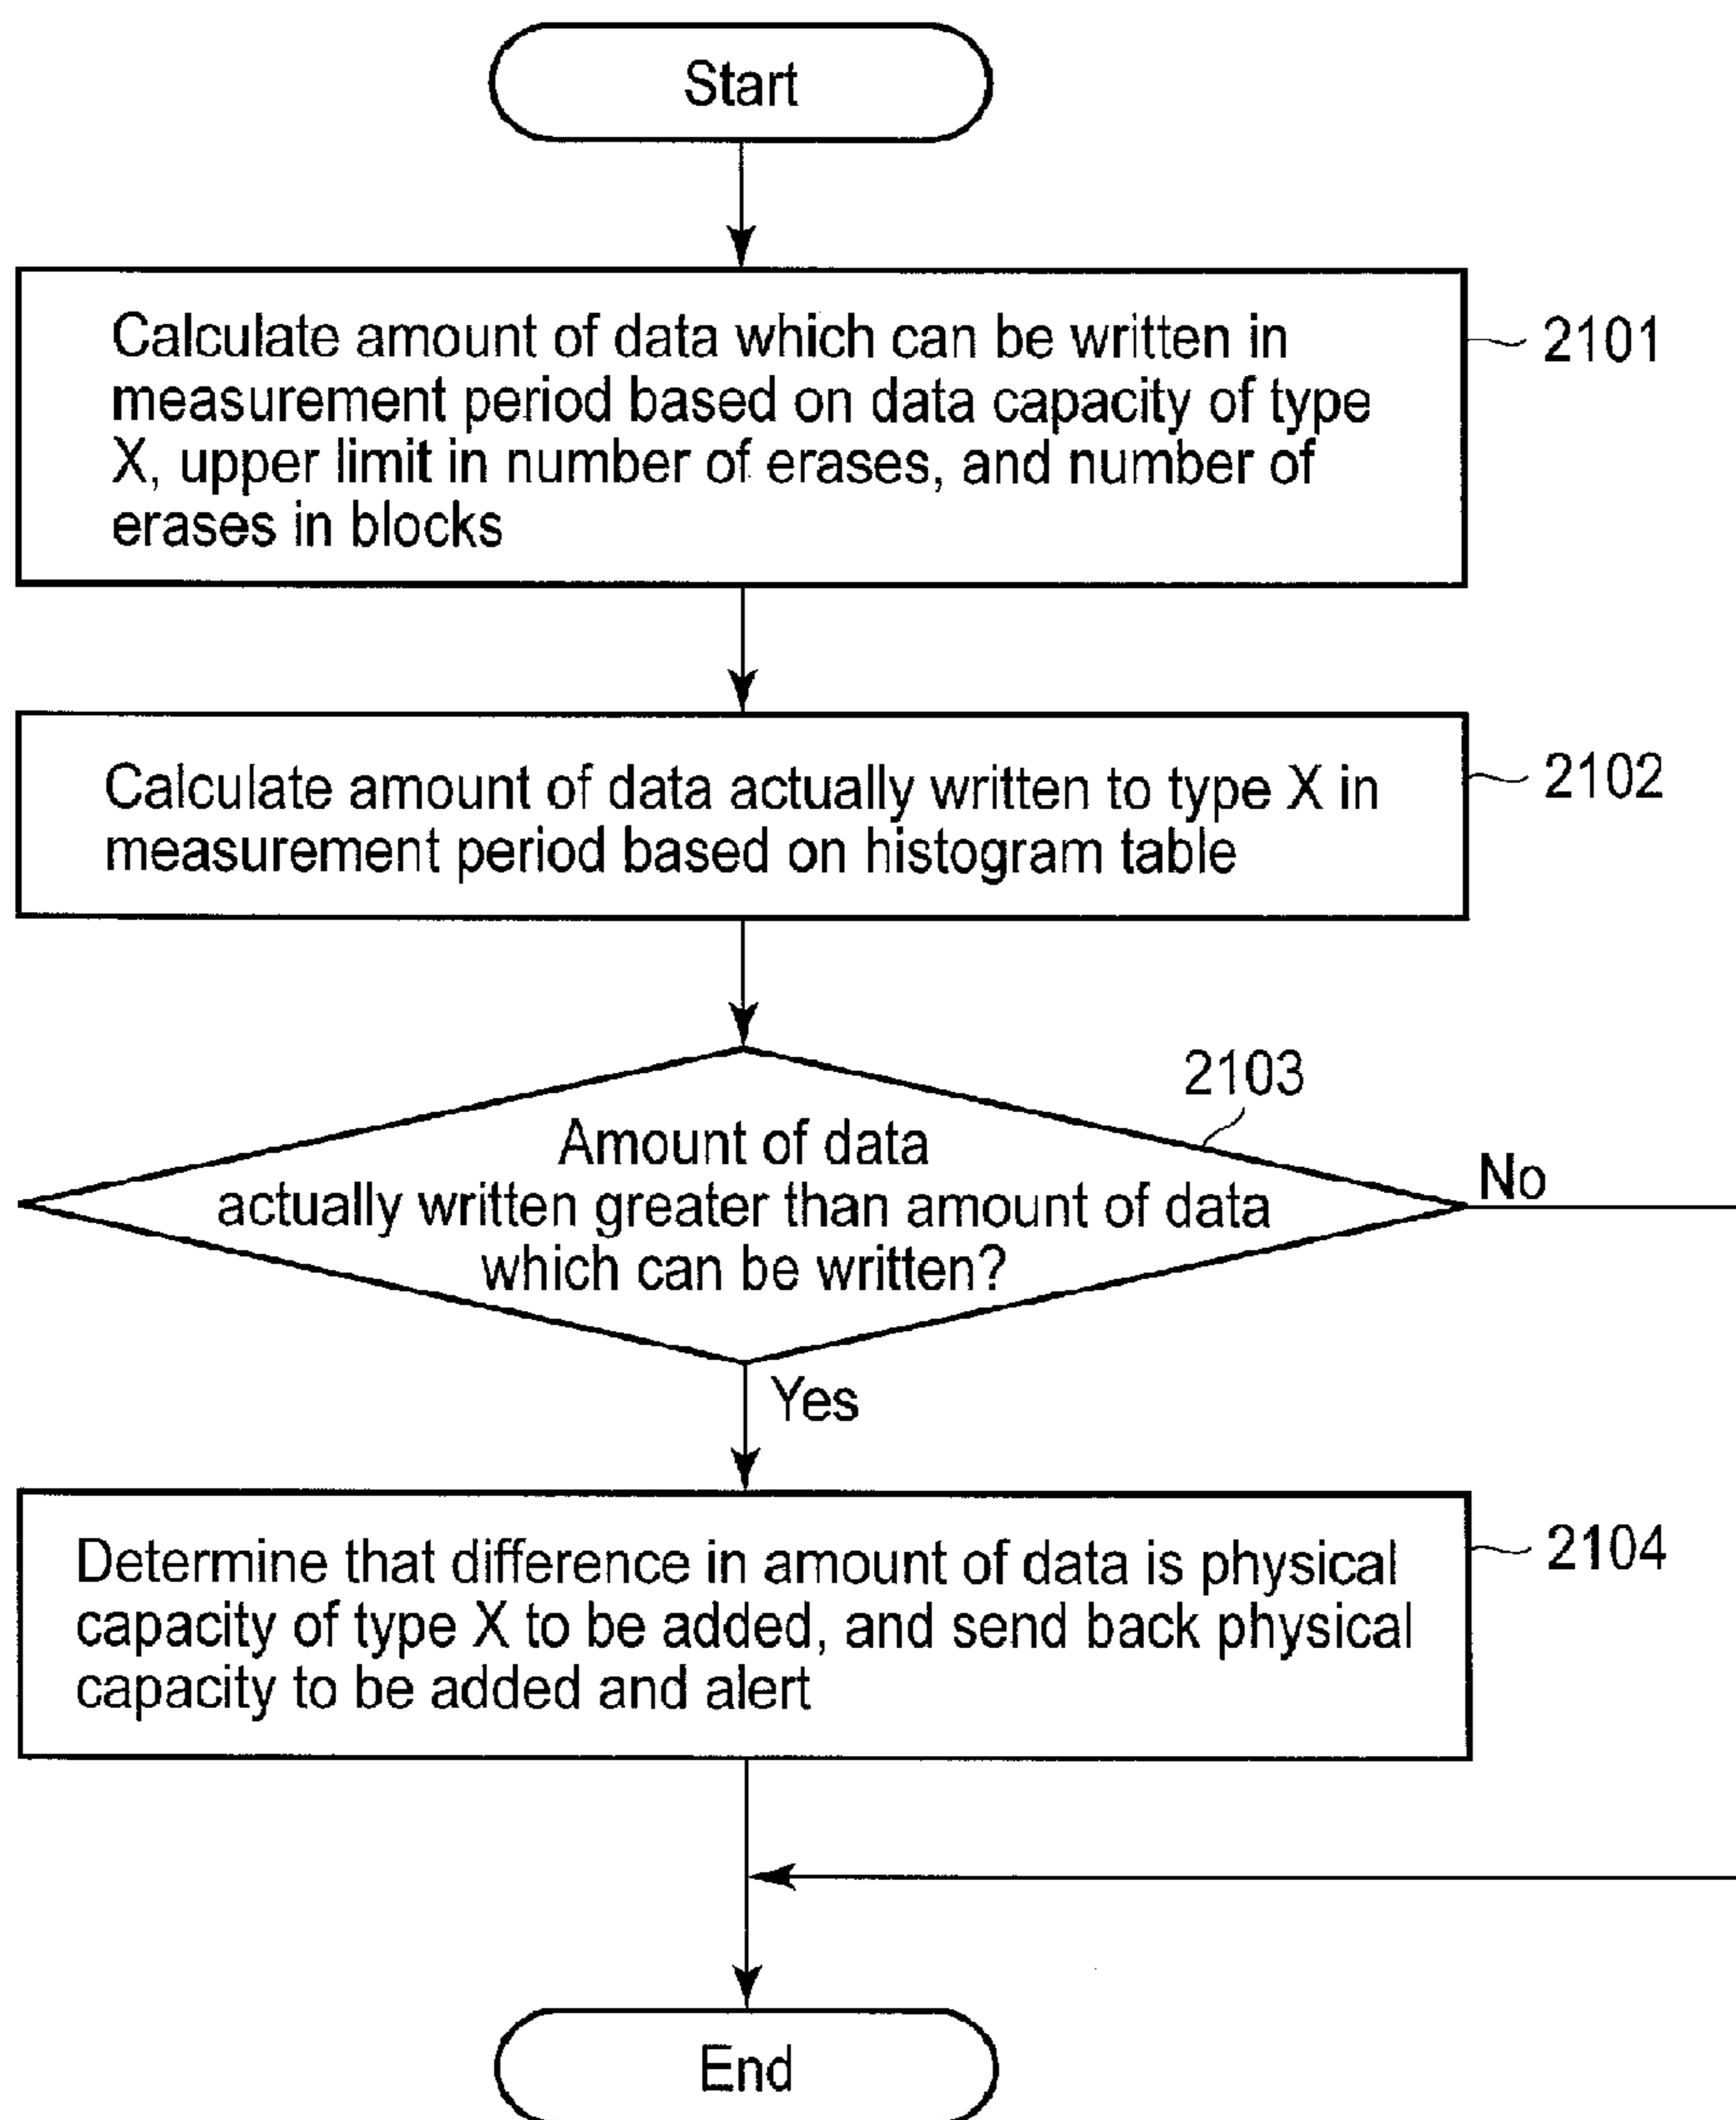 Start
Calculate amount of data which can be written in
measurement period based on data capacity of type
X, upper limit in number of erases, and number of
erases in blocks
2101
Calculate amount of data actually written to type X in
measurement period based on histogram table
2102
2103
Amount of data
actually written greater than amount of data
which can be written?
No
Yes
Determine that difference in amount of data is physical
capacity of type X to be added, and send back physical
capacity to be added and alert
2104
End